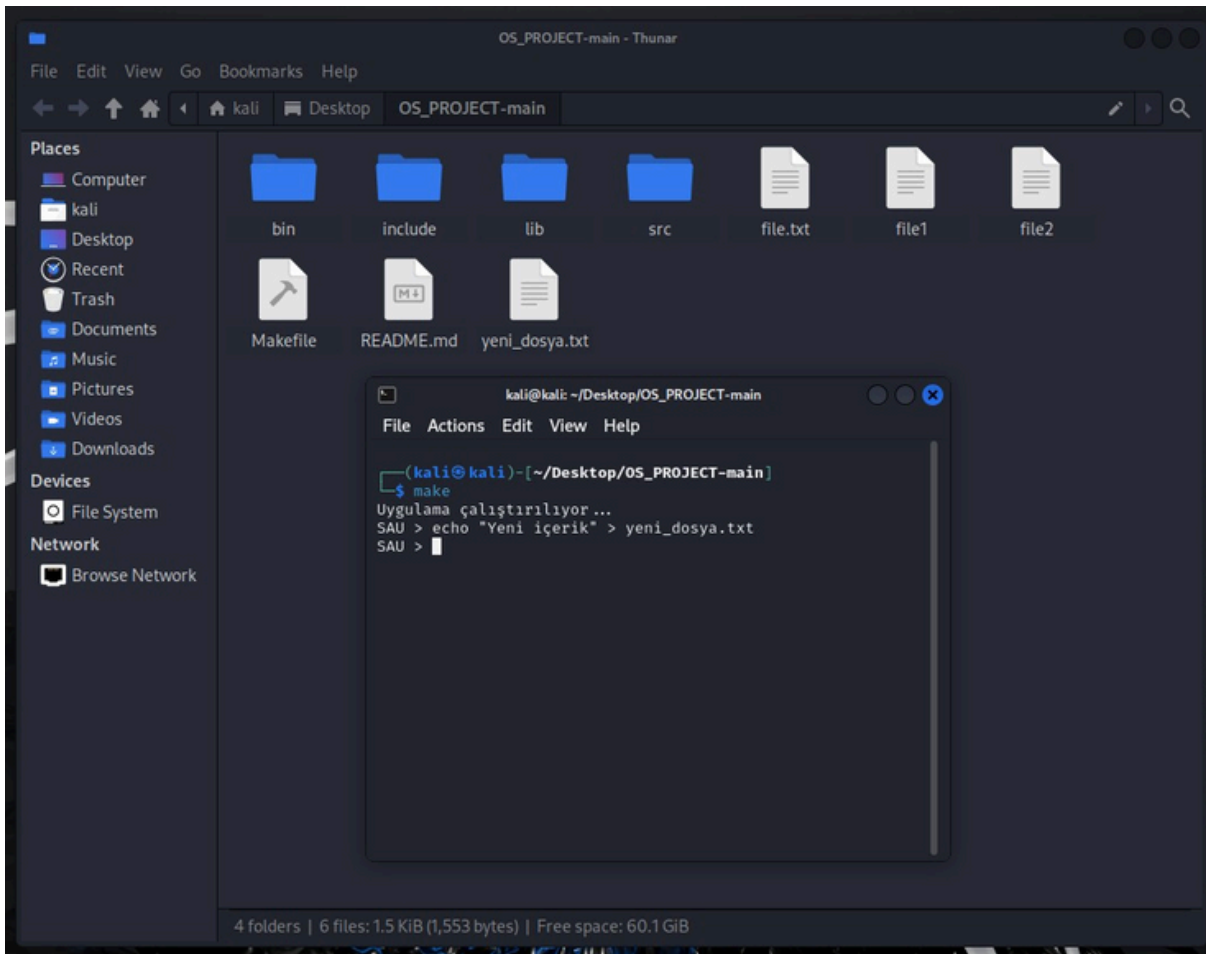 OS_PROJECT-main - Thunar
File Edit View Go Bookmarks Help
kali Desktop OS_PROJECT-main
Places
Computer
kali
Desktop
Recent
Trash
Documents
Music
Pictures
Videos
Downloads
Devices
File System
Network
Browse Network
bin include lib src file.txt file1 file2
M↓
Makefile README.md yeni_dosya.txt
kali@kali: ~/Desktop/OS_PROJECT-main
File Actions Edit View Help
(kali㉿kali)-[~/Desktop/OS_PROJECT-main]
$ make
Uygulama çalıştırılıyor...
SAU > echo "Yeni içerik" > yeni_dosya.txt
SAU >
4 folders | 6 files: 1.5 KiB (1,553 bytes) | Free space: 60.1 GiB